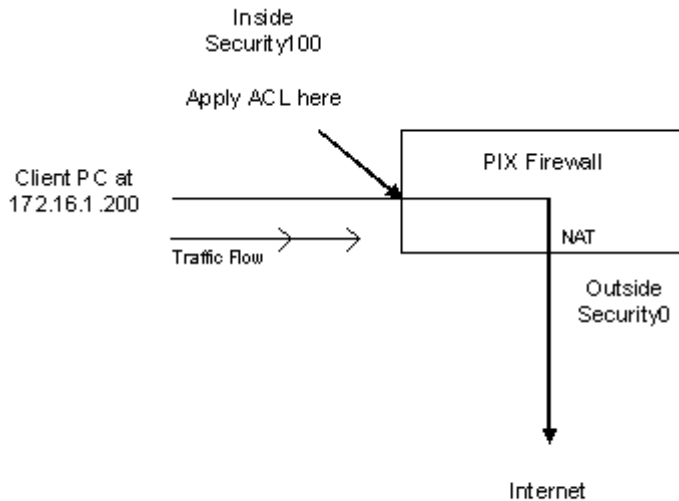 Inside
Security100
Apply ACL here
PIX Firewall
Client PC at
172.16.1.200
Traffic Flow
NAT
Outside
Security0
Internet